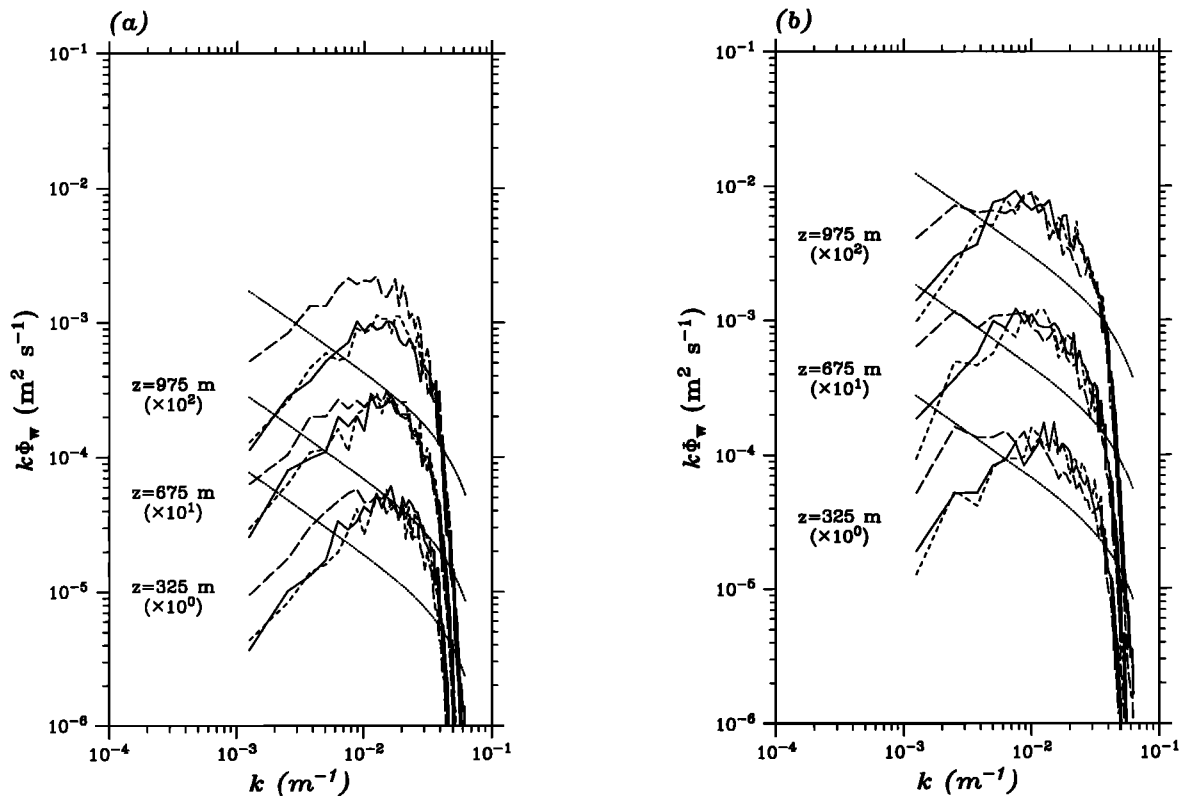 (a)
10⁻¹
10⁻²
10⁻³
10⁻⁴
10⁻⁵
10⁻⁶
kΦw (m² s⁻¹)
z=975 m
(×10²)
z=675 m
(×10¹)
z=325 m
(×10⁰)
10⁻⁴ 10⁻³ 10⁻² 10⁻¹
k (m⁻¹)
(b)
10⁻¹
10⁻²
10⁻³
10⁻⁴
10⁻⁵
10⁻⁶
kΦw (m² s⁻¹)
z=975 m
(×10²)
z=675 m
(×10¹)
z=325 m
(×10⁰)
10⁻⁴ 10⁻³ 10⁻² 10⁻¹
k (m⁻¹)